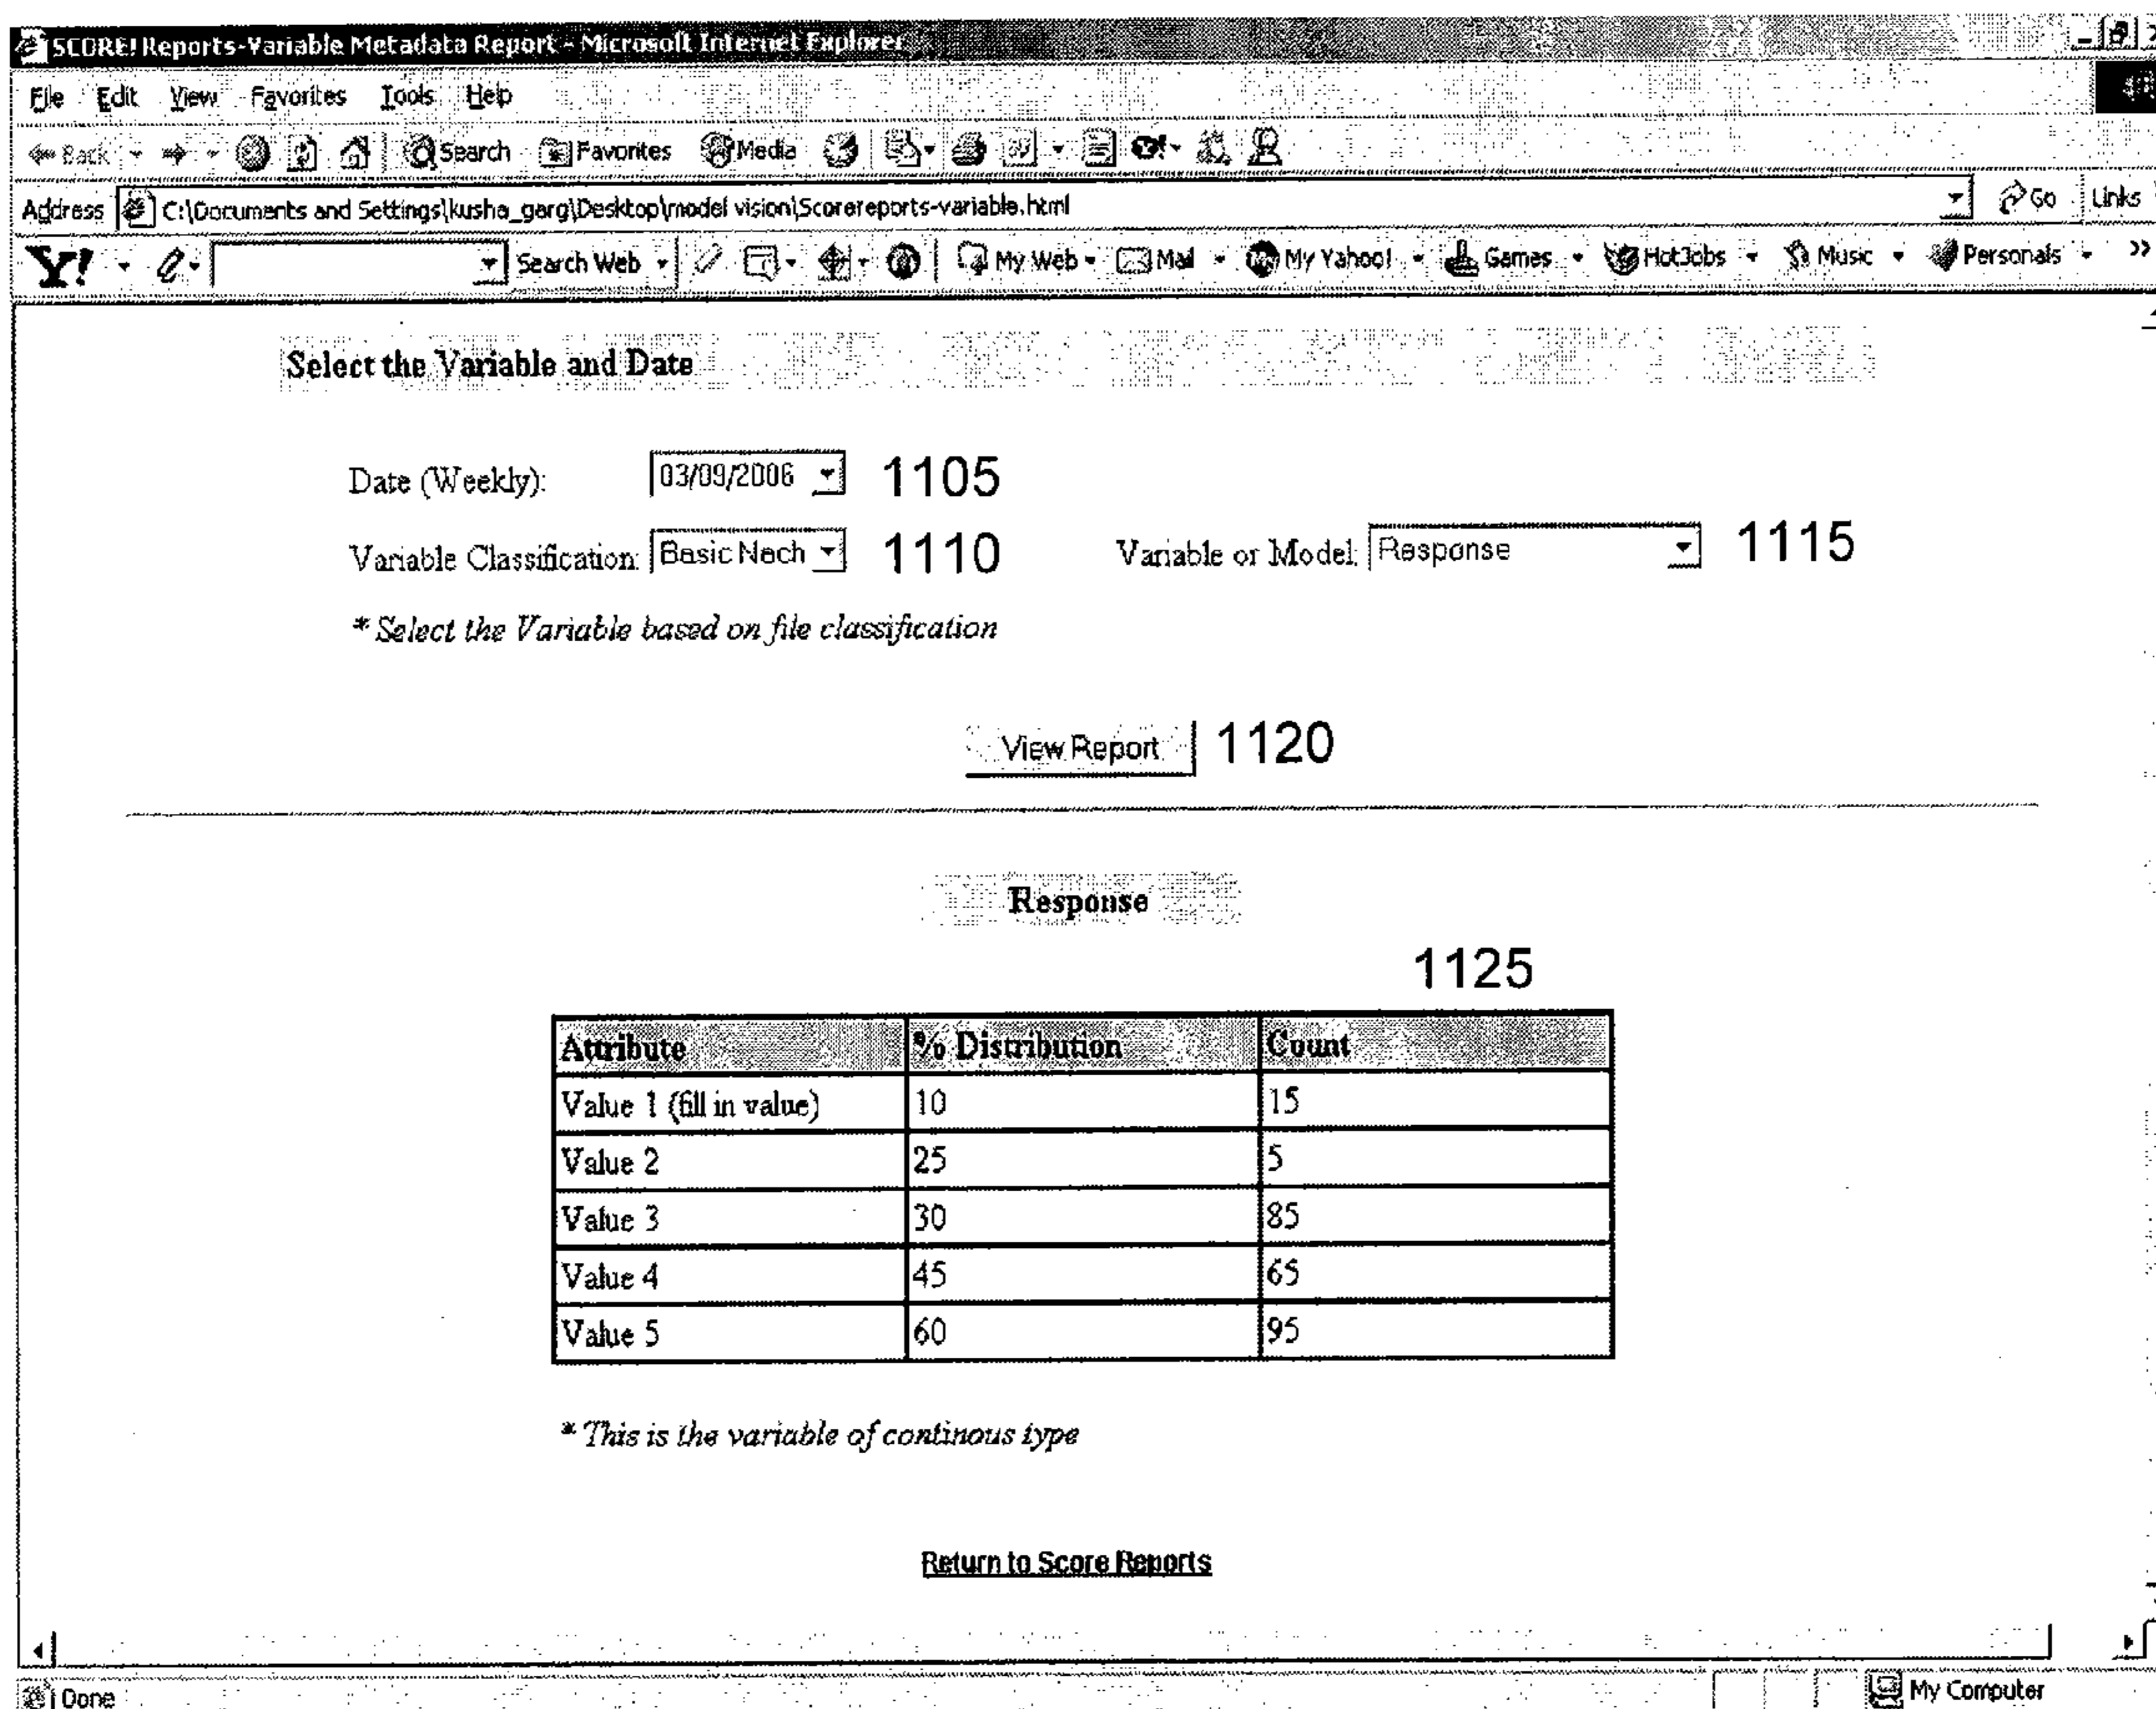 SCORE! Reports-Variable Metadata Report - Microsoft Internet Explorer
File Edit View Favorites Tools Help
Back Search Favorites Media
Address C:\Documents and Settings\kusha_garg\Desktop\model vision\Scorereports-variable.html Go Links
Y! Search Web My Web Mail My Yahoo! Games HotJobs Music Personals »
Select the Variable and Date
Date (Weekly): 03/09/2006 1105
Variable Classification: Basic Nech 1110 Variable or Model: Response 1115
* Select the Variable based on file classification
View Report 1120
Response
1125
Attribute % Distribution Count
Value 1 (fill in value) 10 15
Value 2 25 5
Value 3 30 85
Value 4 45 65
Value 5 60 95
* This is the variable of continous type
Return to Score Reports
Done My Computer